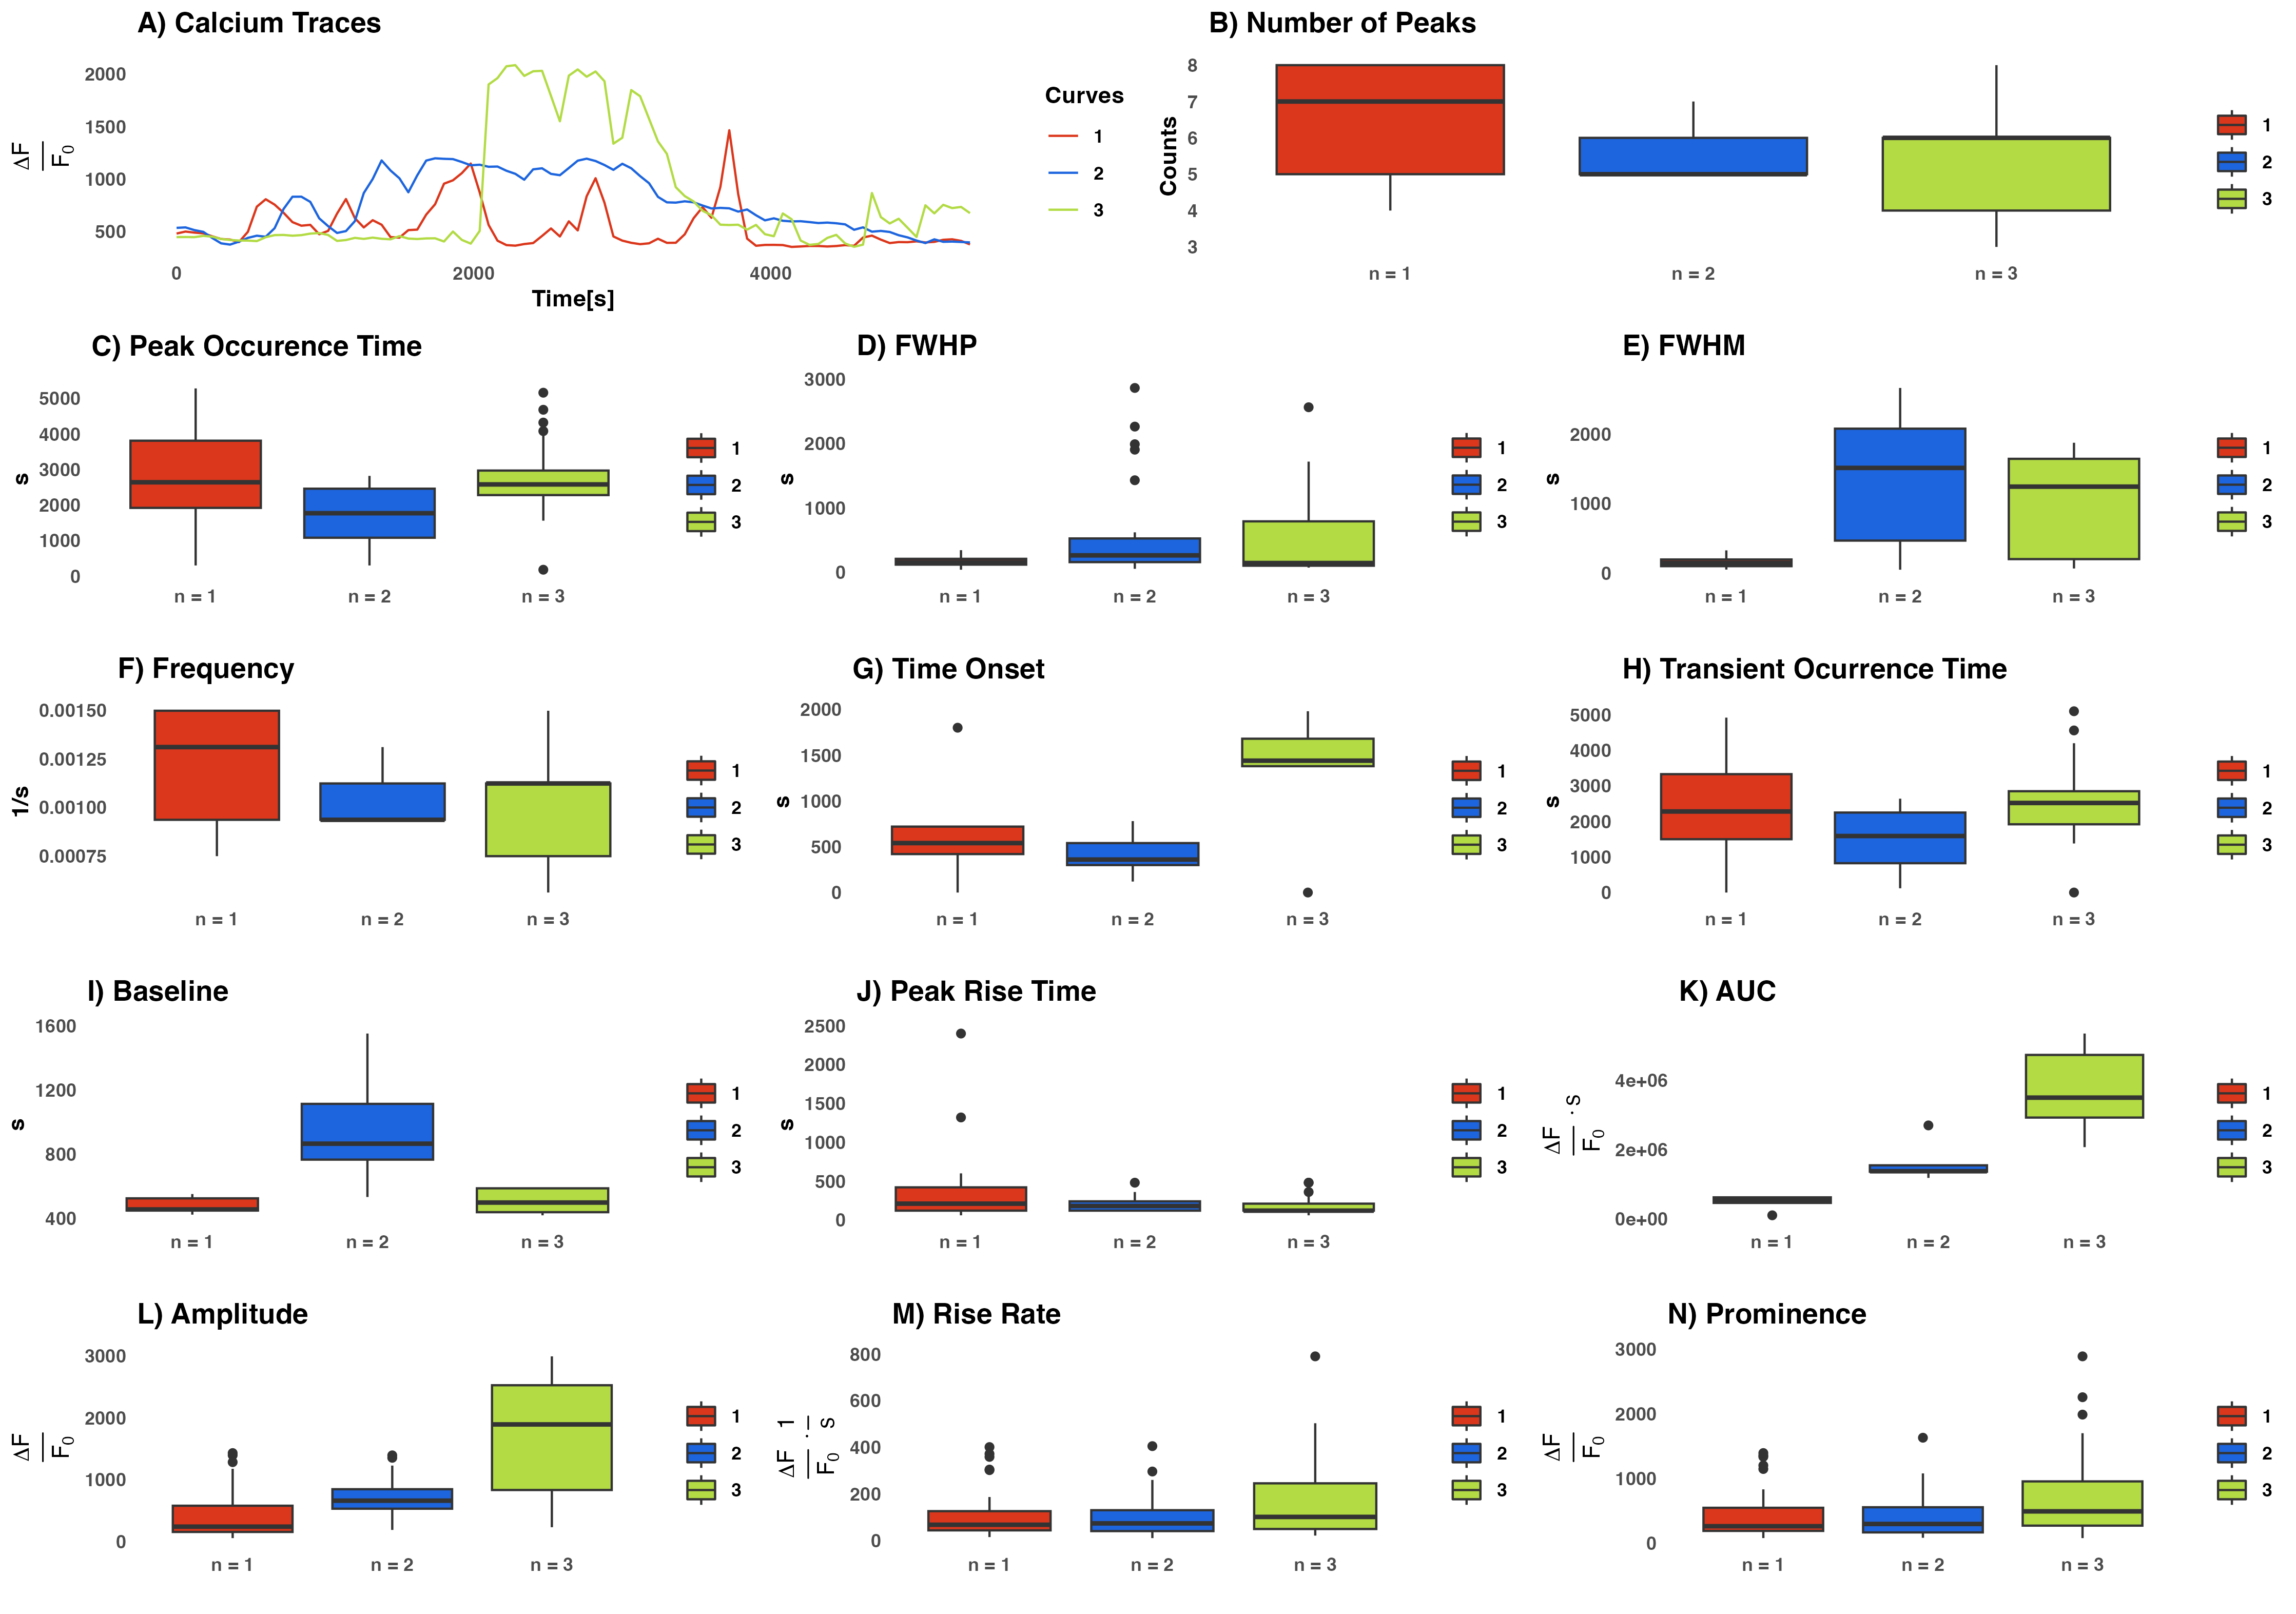 A) Calcium Traces
ΔF
F0
2000
1500
1000
500
0
2000
4000
Time[s]
Curves
1
2
3
B) Number of Peaks
Counts
8
7
6
5
4
3
n = 1
n = 2
n = 3
1
2
3
C) Peak Occurence Time
s
5000
4000
3000
2000
1000
0
n = 1
n = 2
n = 3
1
2
3
D) FWHP
s
3000
2000
1000
0
n = 1
n = 2
n = 3
1
2
3
E) FWHM
s
2000
1000
0
n = 1
n = 2
n = 3
1
2
3
F) Frequency
1/s
0.00150
0.00125
0.00100
0.00075
n = 1
n = 2
n = 3
1
2
3
G) Time Onset
s
2000
1500
1000
500
0
n = 1
n = 2
n = 3
1
2
3
H) Transient Ocurrence Time
s
5000
4000
3000
2000
1000
0
n = 1
n = 2
n = 3
1
2
3
I) Baseline
s
1600
1200
800
400
n = 1
n = 2
n = 3
1
2
3
J) Peak Rise Time
s
2500
2000
1500
1000
500
0
n = 1
n = 2
n = 3
1
2
3
K) AUC
ΔF
F0
· s
4e+06
2e+06
0e+00
n = 1
n = 2
n = 3
1
2
3
L) Amplitude
ΔF
F0
3000
2000
1000
0
n = 1
n = 2
n = 3
1
2
3
M) Rise Rate
ΔF
F0
·
1
s
800
600
400
200
0
n = 1
n = 2
n = 3
1
2
3
N) Prominence
ΔF
F0
3000
2000
1000
0
n = 1
n = 2
n = 3
1
2
3